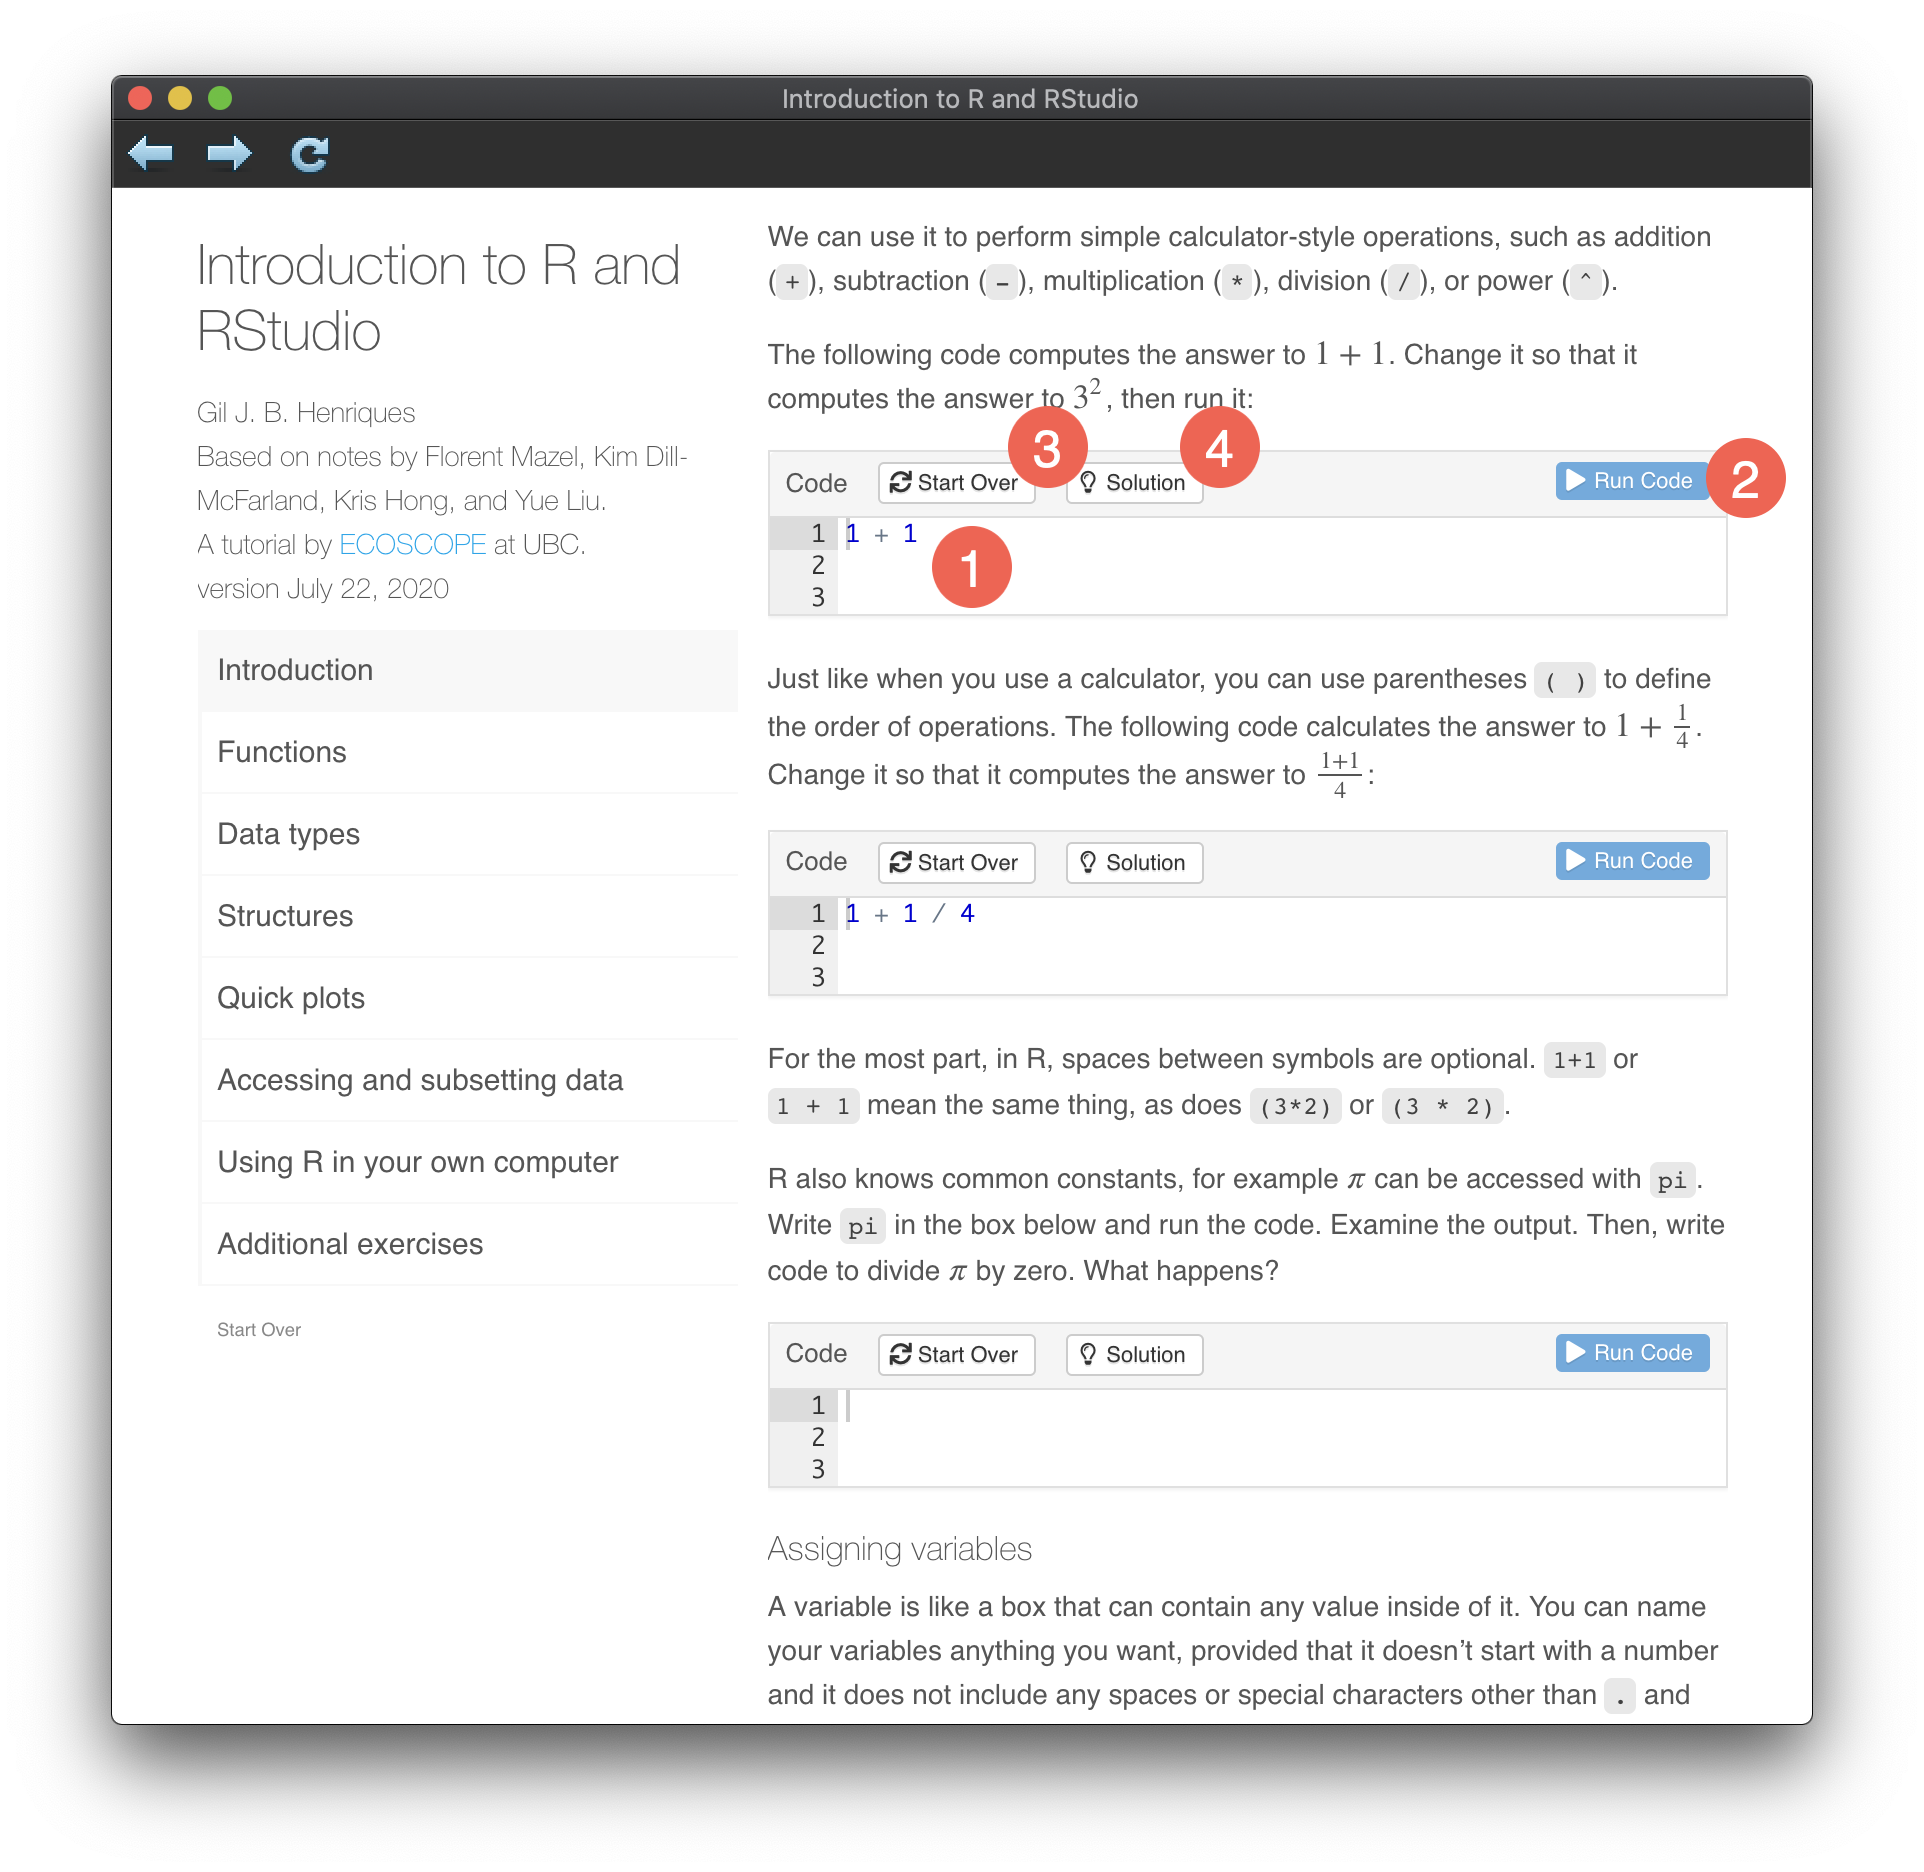 Introduction to R and RStudio
Introduction to R and
RStudio
Gil J. B. Henriques
Based on notes by Florent Mazel, Kim Dill-
McFarland, Kris Hong, and Yue Liu.
A tutorial by ECOSCOPE at UBC.
version July 22, 2020
Introduction
Functions
Data types
Structures
Quick plots
Accessing and subsetting data
Using R in your own computer
Additional exercises
Start Over
We can use it to perform simple calculator-style operations, such as addition
( + ), subtraction ( - ), multiplication ( * ), division ( / ), or power ( ^ ).
The following code computes the answer to 1 + 1. Change it so that it
computes the answer to 3², then run it:
3 4
Code Start Over Solution Run Code 2
1 1 + 1
1
2
3
Just like when you use a calculator, you can use parentheses ( ) to define
the order of operations. The following code calculates the answer to 1 + 1/4.
Change it so that it computes the answer to 1+1/4:
Code Start Over Solution Run Code
1 1 + 1 / 4
2
3
For the most part, in R, spaces between symbols are optional. 1+1 or
1 + 1 mean the same thing, as does (3*2) or (3 * 2).
R also knows common constants, for example π can be accessed with pi.
Write pi in the box below and run the code. Examine the output. Then, write
code to divide π by zero. What happens?
Code Start Over Solution Run Code
1
2
3
Assigning variables
A variable is like a box that can contain any value inside of it. You can name
your variables anything you want, provided that it doesn’t start with a number
and it does not include any spaces or special characters other than . and